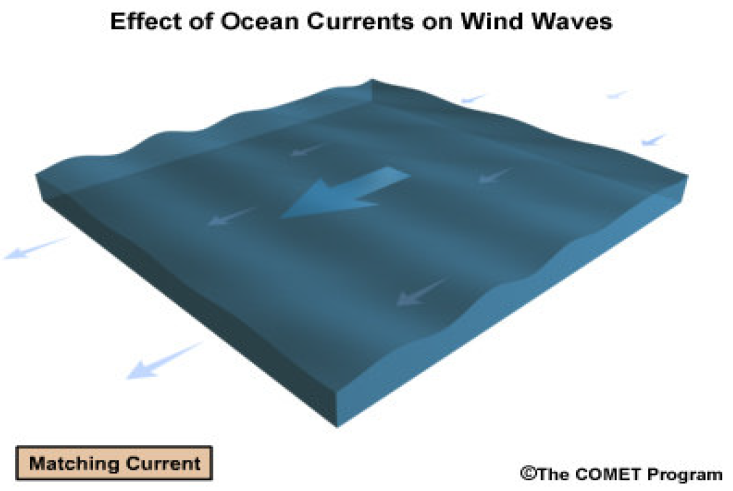 Effect of Ocean Currents on Wind Waves
Matching Current
©The COMET Program